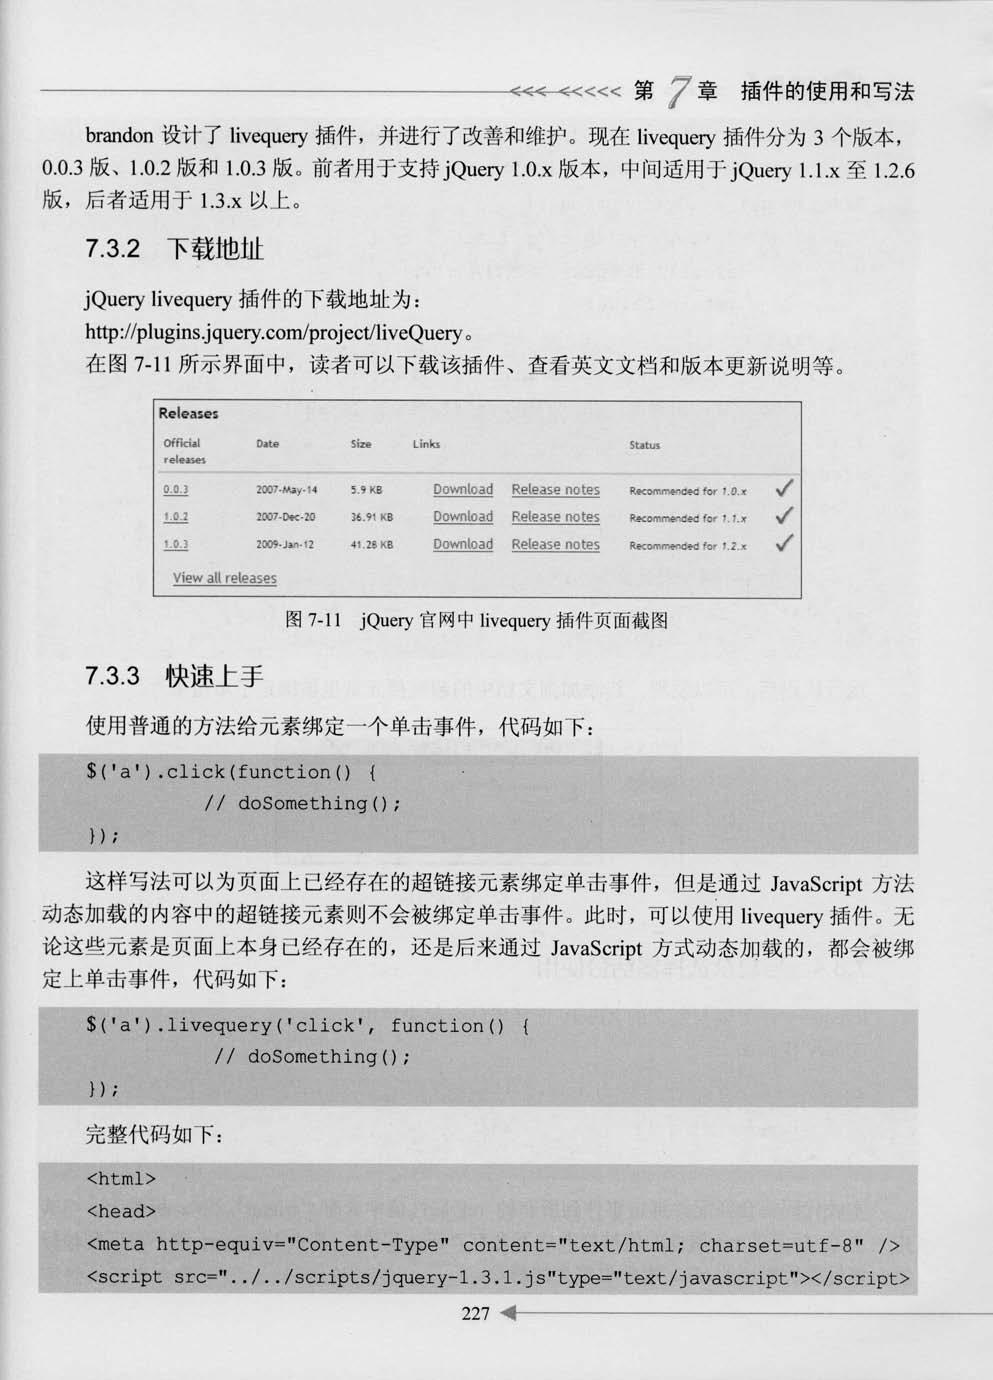 <<< <<<<< 第 7 章 插件的使用和写法
brandon 设计了 livequery 插件，并进行了改善和维护。现在 livequery 插件分为 3 个版本，
0.0.3 版、1.0.2 版和 1.0.3 版。前者用于支持 jQuery 1.0.x 版本，中间适用于 jQuery 1.1.x 至 1.2.6
版，后者适用于 1.3.x 以上。
7.3.2 下载地址
jQuery livequery 插件的下载地址为：
http://plugins.jquery.com/project/liveQuery。
在图 7-11 所示界面中，读者可以下载该插件、查看英文文档和版本更新说明等。
Releases
Official releases Date Size Links Status
0.0.3 2007-May-14 5.9 KB Download Release notes Recommended for 1.0.x ✓
1.0.2 2007-Dec-20 36.91 KB Download Release notes Recommended for 1.1.x ✓
1.0.3 2009-Jan-12 41.26 KB Download Release notes Recommended for 1.2.x ✓
View all releases
图 7-11 jQuery 官网中 livequery 插件页面截图
7.3.3 快速上手
使用普通的方法给元素绑定一个单击事件，代码如下：
$('a').click(function() {
// doSomething();
});
这样写法可以为页面上已经存在的超链接元素绑定单击事件，但是通过 JavaScript 方法
动态加载的内容中的超链接元素则不会被绑定单击事件。此时，可以使用 livequery 插件。无
论这些元素是页面上本身已经存在的，还是后来通过 JavaScript 方式动态加载的，都会被绑
定上单击事件，代码如下：
$('a').livequery('click', function() {
// doSomething();
});
完整代码如下：
<html>
<head>
<meta http-equiv="Content-Type" content="text/html; charset=utf-8" />
<script src="../../scripts/jquery-1.3.1.js"type="text/javascript"></script>
227